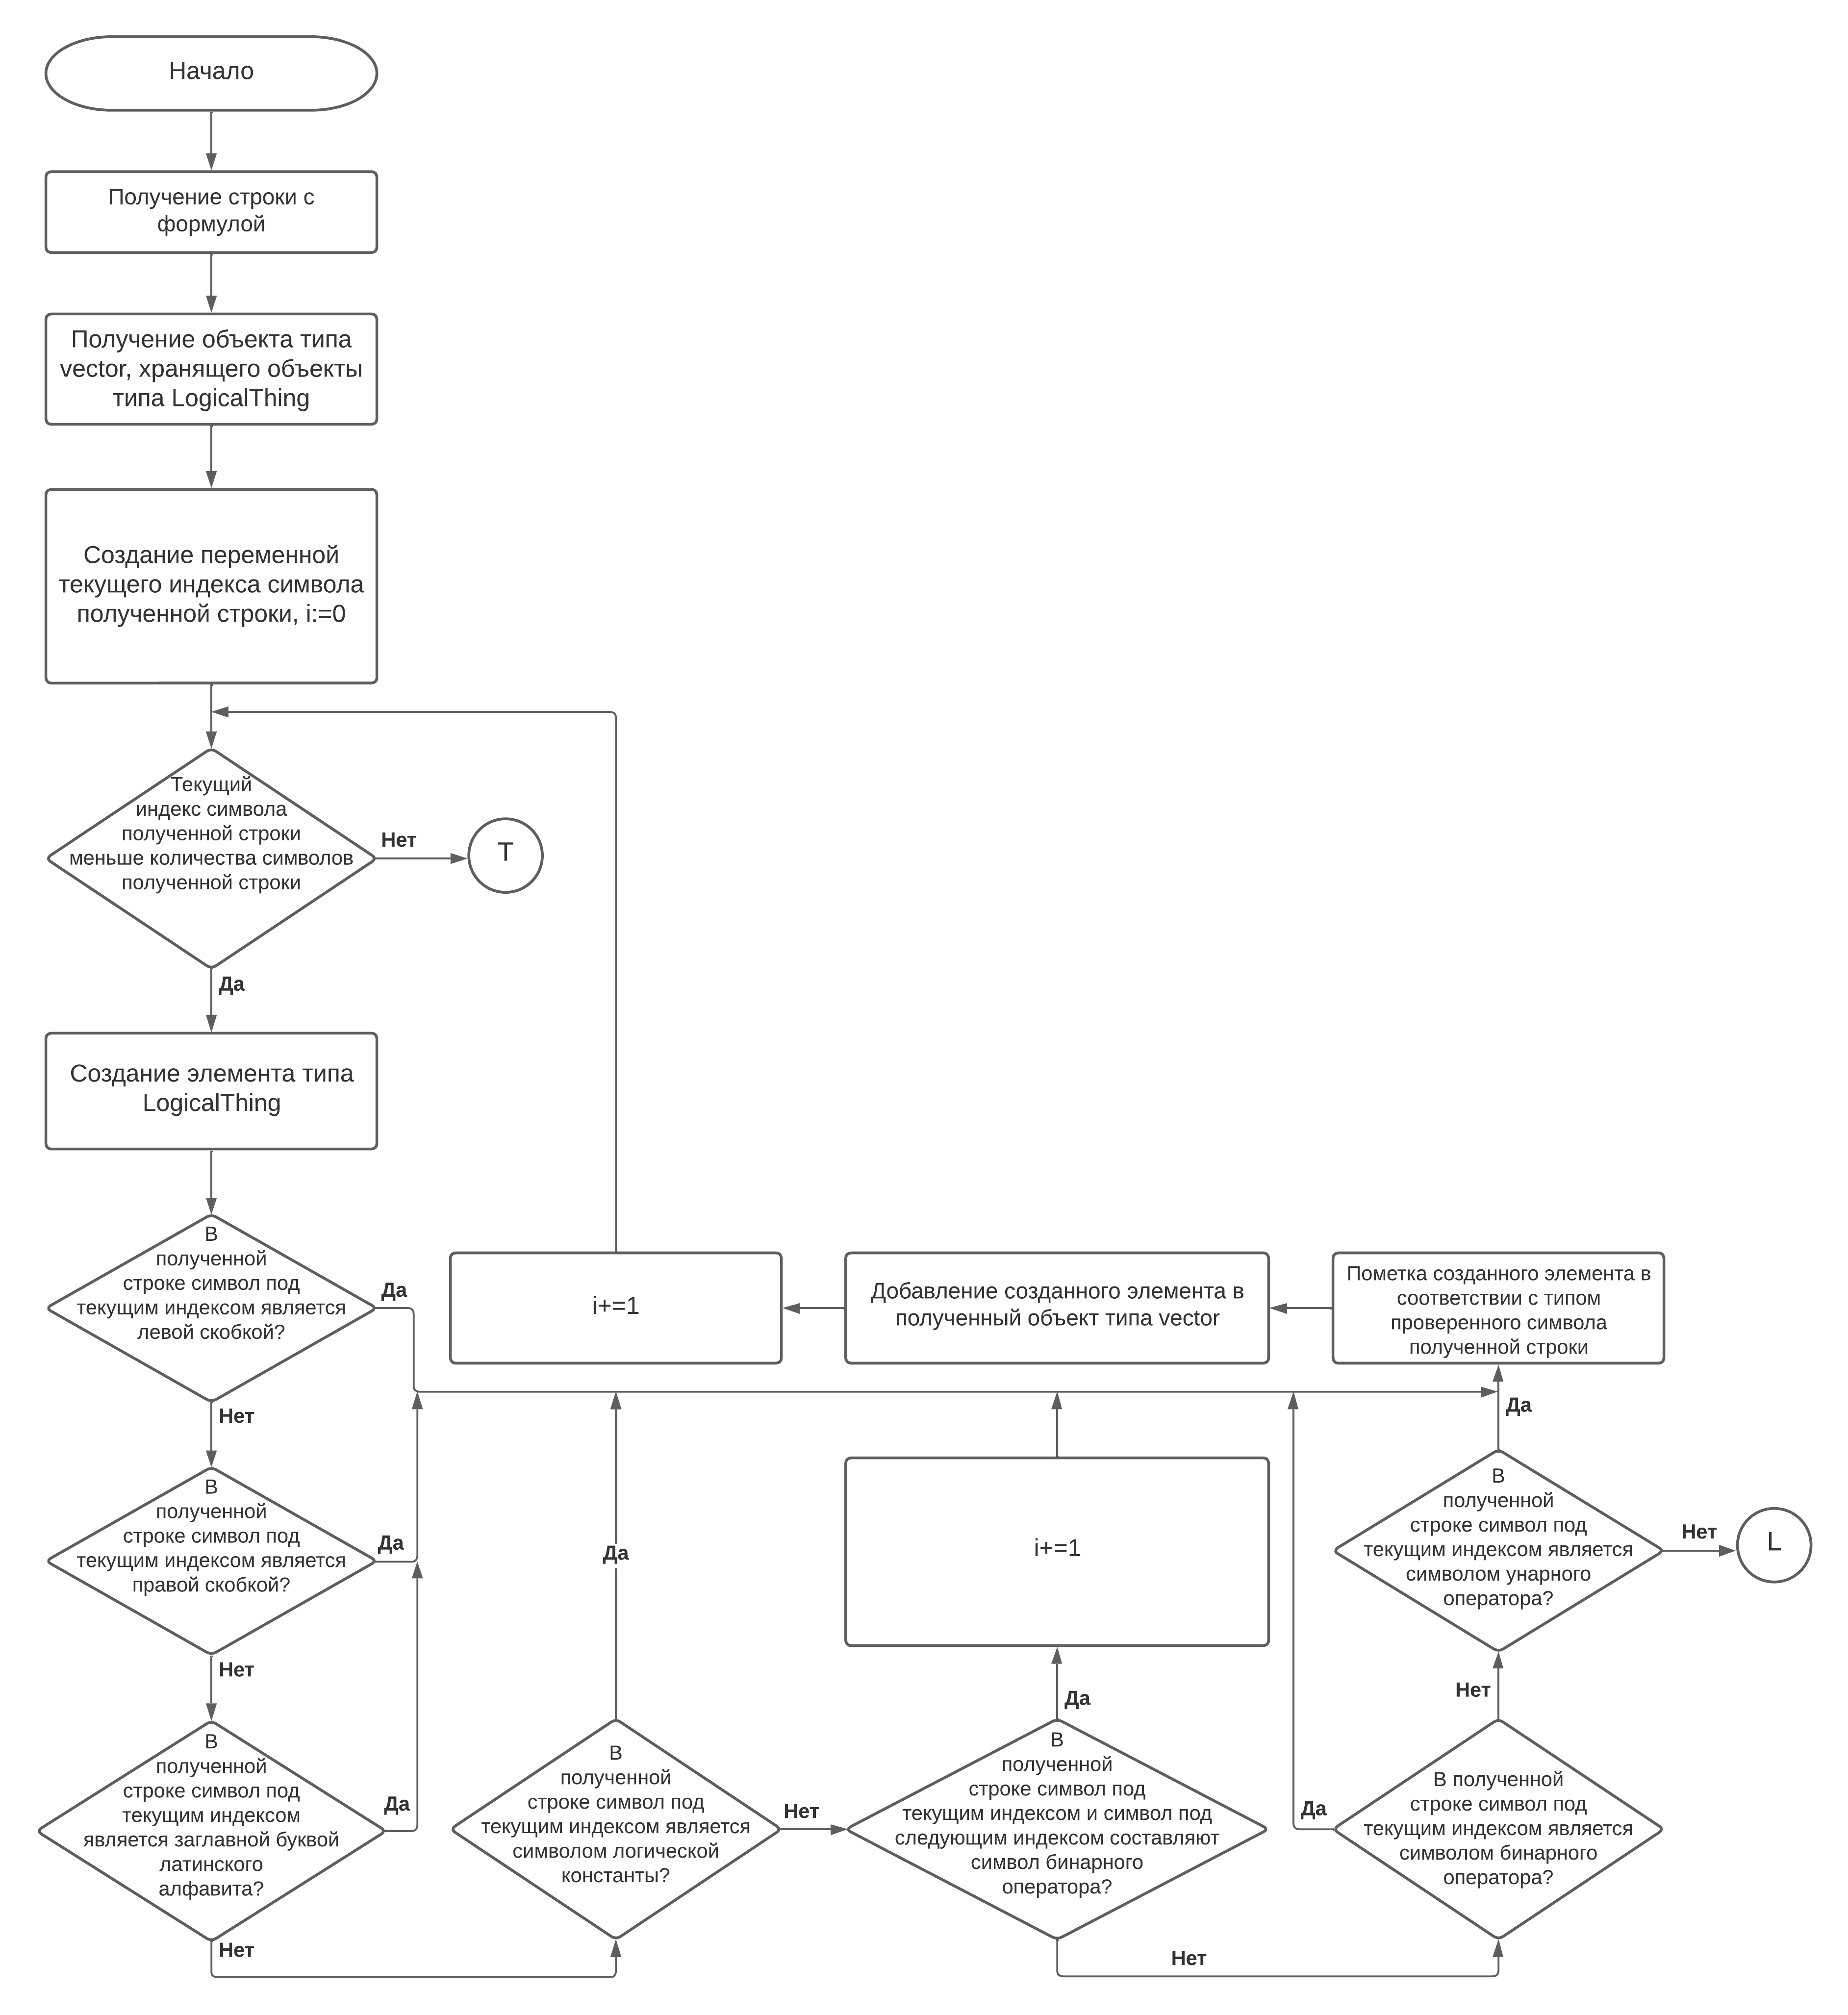 Начало
Получение строки с
формулой
Получение объекта типа
vector, хранящего объекты
типа LogicalThing
Создание переменной
текущего индекса символа
полученной строки, i:=0
Текущий
индекс символа
полученной строки
меньше количества символов
полученной строки
Нет
T
Да
Создание элемента типа
LogicalThing
В
полученной
строке символ под
текущим индексом является
левой скобкой?
Да
i+=1
Добавление созданного элемента в
полученный объект типа vector
Пометка созданного элемента в
соответствии с типом
проверенного символа
полученной строки
Нет
Да
В
полученной
строке символ под
текущим индексом является
правой скобкой?
Да
Да
i+=1
В
полученной
строке символ под
текущим индексом является
символом унарного
оператора?
Нет
L
Нет
Да
Нет
В
полученной
строке символ под
текущим индексом
является заглавной буквой
латинского
алфавита?
Да
В
полученной
строке символ под
текущим индексом является
символом логической
константы?
Нет
В
полученной
строке символ под
текущим индексом и символ под
следующим индексом составляют
символ бинарного
оператора?
Да
В полученной
строке символ под
текущим индексом является
символом бинарного
оператора?
Нет
Нет